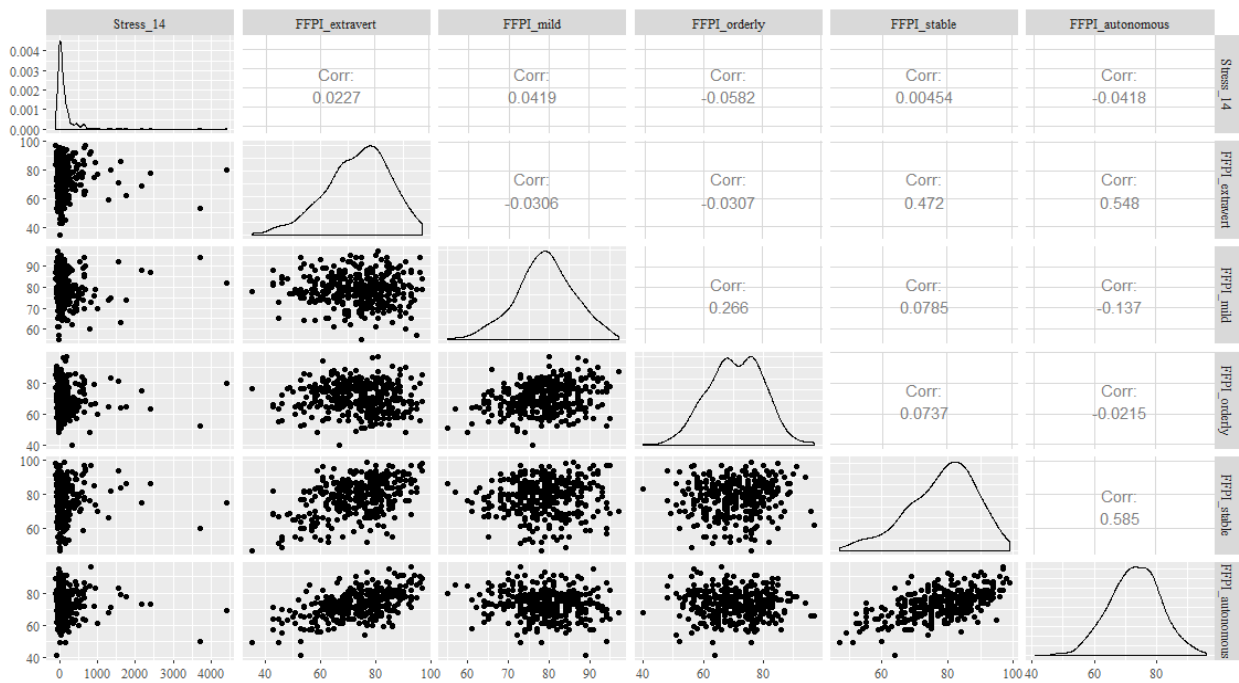 Stress_14 FFPI_extravert FFPI_mild FFPI_orderly FFPI_stable FFPI_autonomous
0.004
0.003
0.002
0.001
0.000
Corr: Corr: Corr: Corr: Corr:
0.0227 0.0419 -0.0582 0.00454 -0.0418
Stress_14
100
80
60
40
Corr: Corr: Corr: Corr:
-0.0306 -0.0307 0.472 0.548
FFPI_extravert
90
80
70
60
Corr: Corr: Corr:
0.266 0.0785 -0.137
FFPI_mild
80
60
40
Corr: Corr:
0.0737 -0.0215
FFPI_orderly
100
80
60
Corr:
0.585
FFPI_stable
80
60
40
FFPI_autonomous
0 1000 2000 3000 4000 40 60 80 100 60 70 80 90 40 60 80 60 80 100 40 60 80